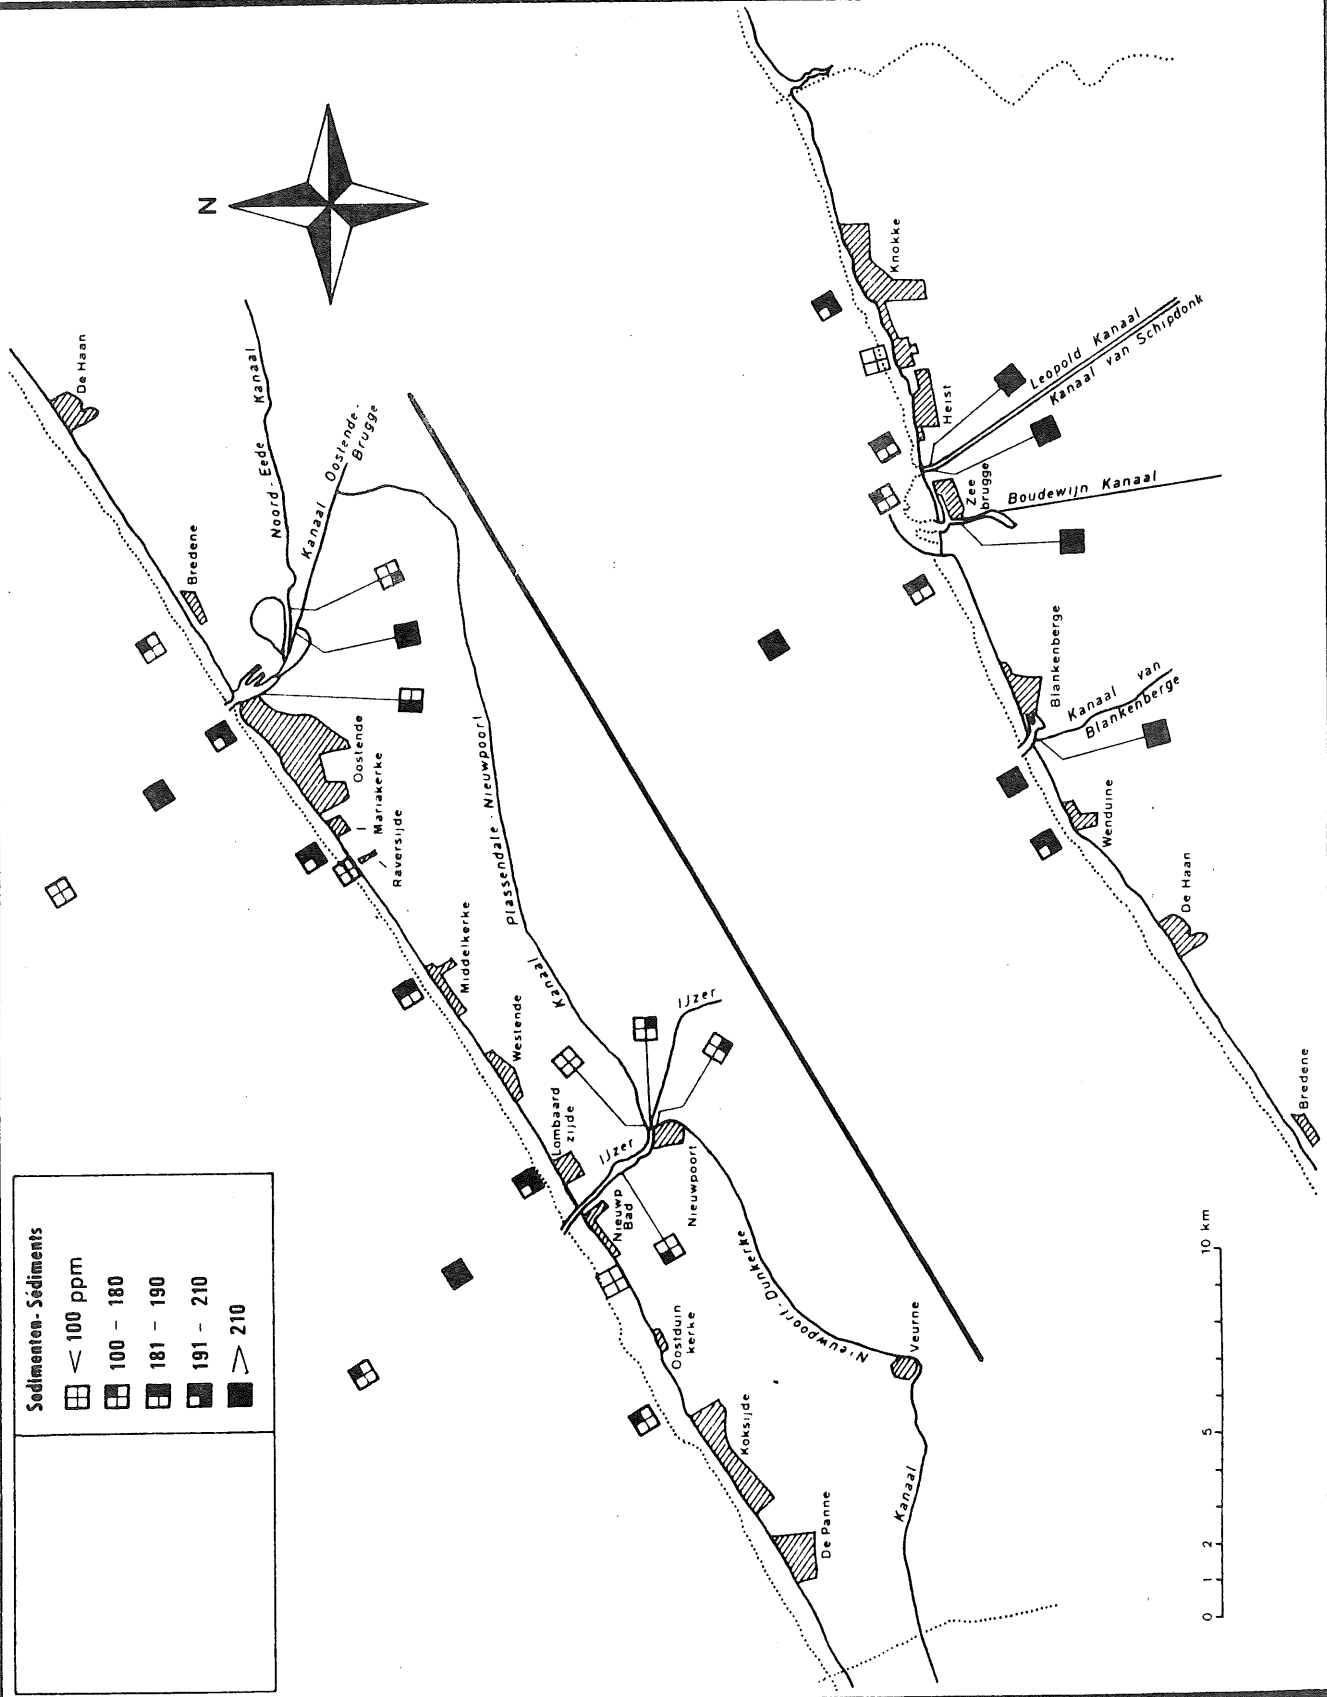 Sedimenten - Sédiments
< 100 ppm
100 - 180
181 - 190
191 - 210
> 210
N
De Haan
Bredene
Noord-Eede Kanaal
Kanaal Oostende-
Brugge
Oostende
Mariakerke
Raversijde
Middelkerke
Westende
Lombaard
zijde
IJzer
Nieuwp
Bad
Nieuwpoort
IJzer
Kanaal Plassendale - Nieuwpoort
Oostduin
kerke
Koksijde
De Panne
Veurne
Kanaal Nieuwpoort - Dunkerke
Knokke
Heist
Leopold Kanaal
Kanaal van Schipdonk
Zee
brugge
Boudewijn Kanaal
Blankenberge
Kanaal van
Blankenberge
Wenduine
De Haan
Bredene
0 1 2 5 10 km